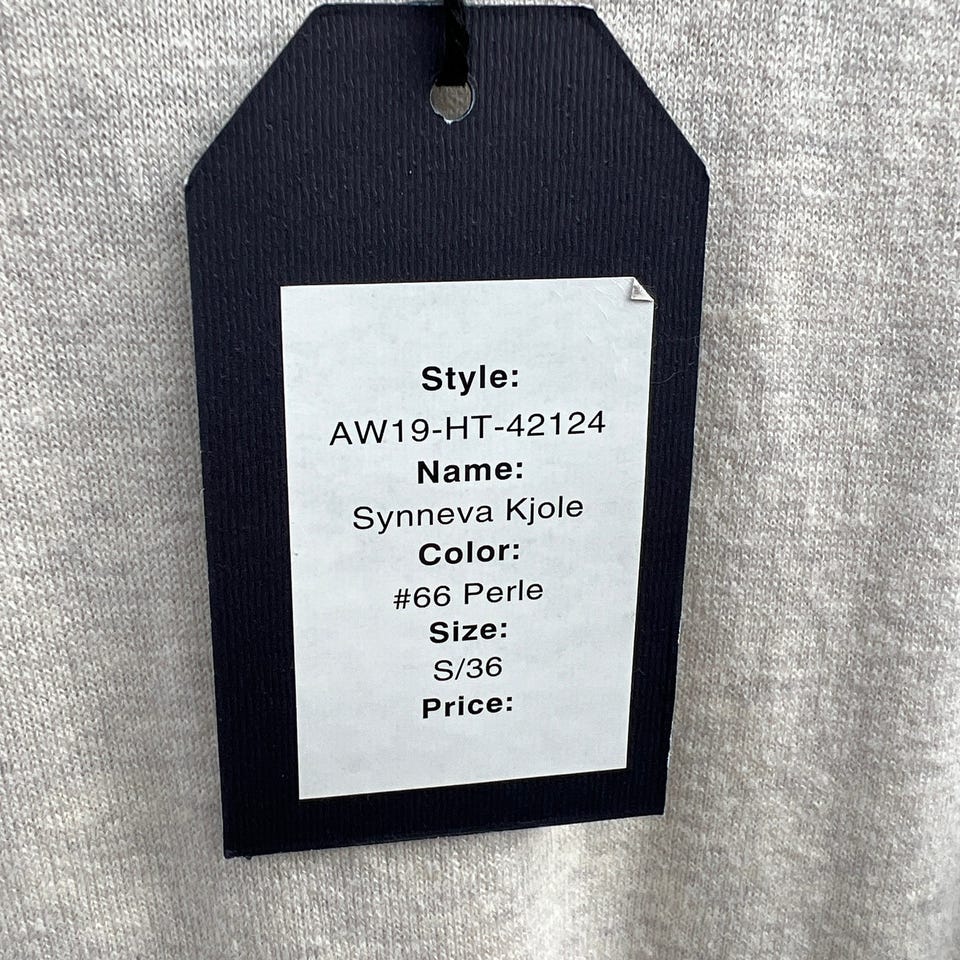 Style:
AW19-HT-42124
Name:
Synneva Kjole
Color:
#66 Perle
Size:
S/36
Price: